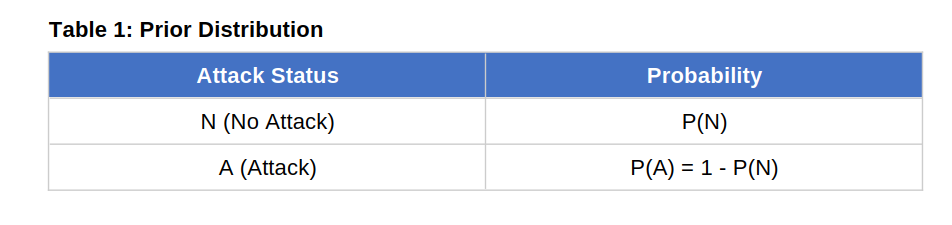 Table 1: Prior Distribution
Attack Status Probability
N (No Attack) P(N)
A (Attack) P(A) = 1 - P(N)